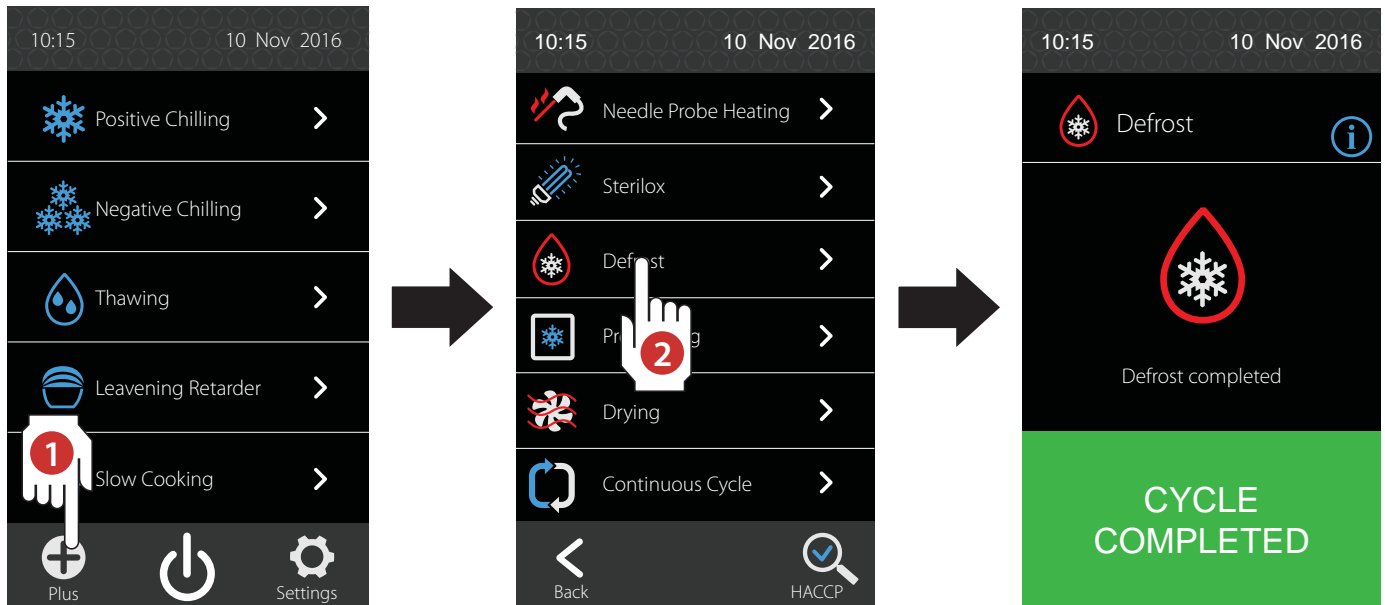 10:15 10 Nov 2016
Positive Chilling
Negative Chilling
Thawing
Leavening Retarder
Slow Cooking
1
Plus
Settings
10:15 10 Nov 2016
Needle Probe Heating
Sterilox
Defrost
2
Drying
Continuous Cycle
Back
HACCP
10:15 10 Nov 2016
Defrost
i
Defrost completed
CYCLE
COMPLETED